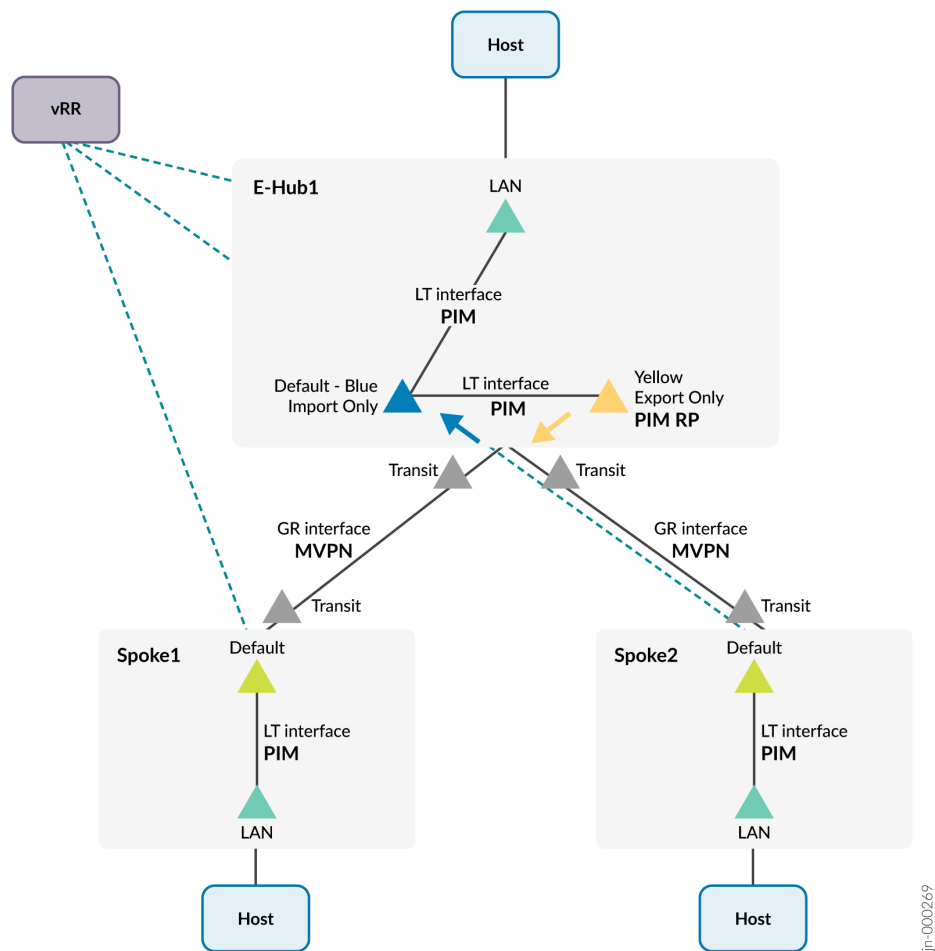 Host
vRR
E-Hub1
LAN
LT interface
PIM
Default - Blue
Import Only
LT interface
PIM
Yellow
Export Only
PIM RP
Transit
Transit
GR interface
MVPN
GR interface
MVPN
Transit
Transit
Spoke1
Default
LT interface
PIM
LAN
Host
Spoke2
Default
LT interface
PIM
LAN
Host
jn-000269